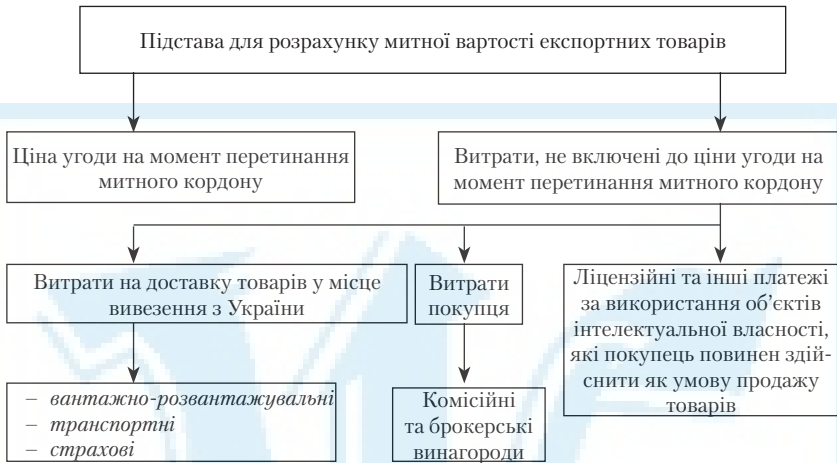 Підстава для розрахунку митної вартості експортних товарів
Ціна угоди на момент перетинання
митного кордону
Витрати, не включені до ціни угоди на
момент перетинання митного кордону
Витрати на доставку товарів у місце
вивезення з України
Витрати
покупця
Ліцензійні та інші платежі
за використання об’єктів
інтелектуальної власності,
які покупець повинен здій-
снити як умову продажу
товарів
– вантажно-розвантажувальні
– транспортні
– страхові
Комісійні
та брокерські
винагороди